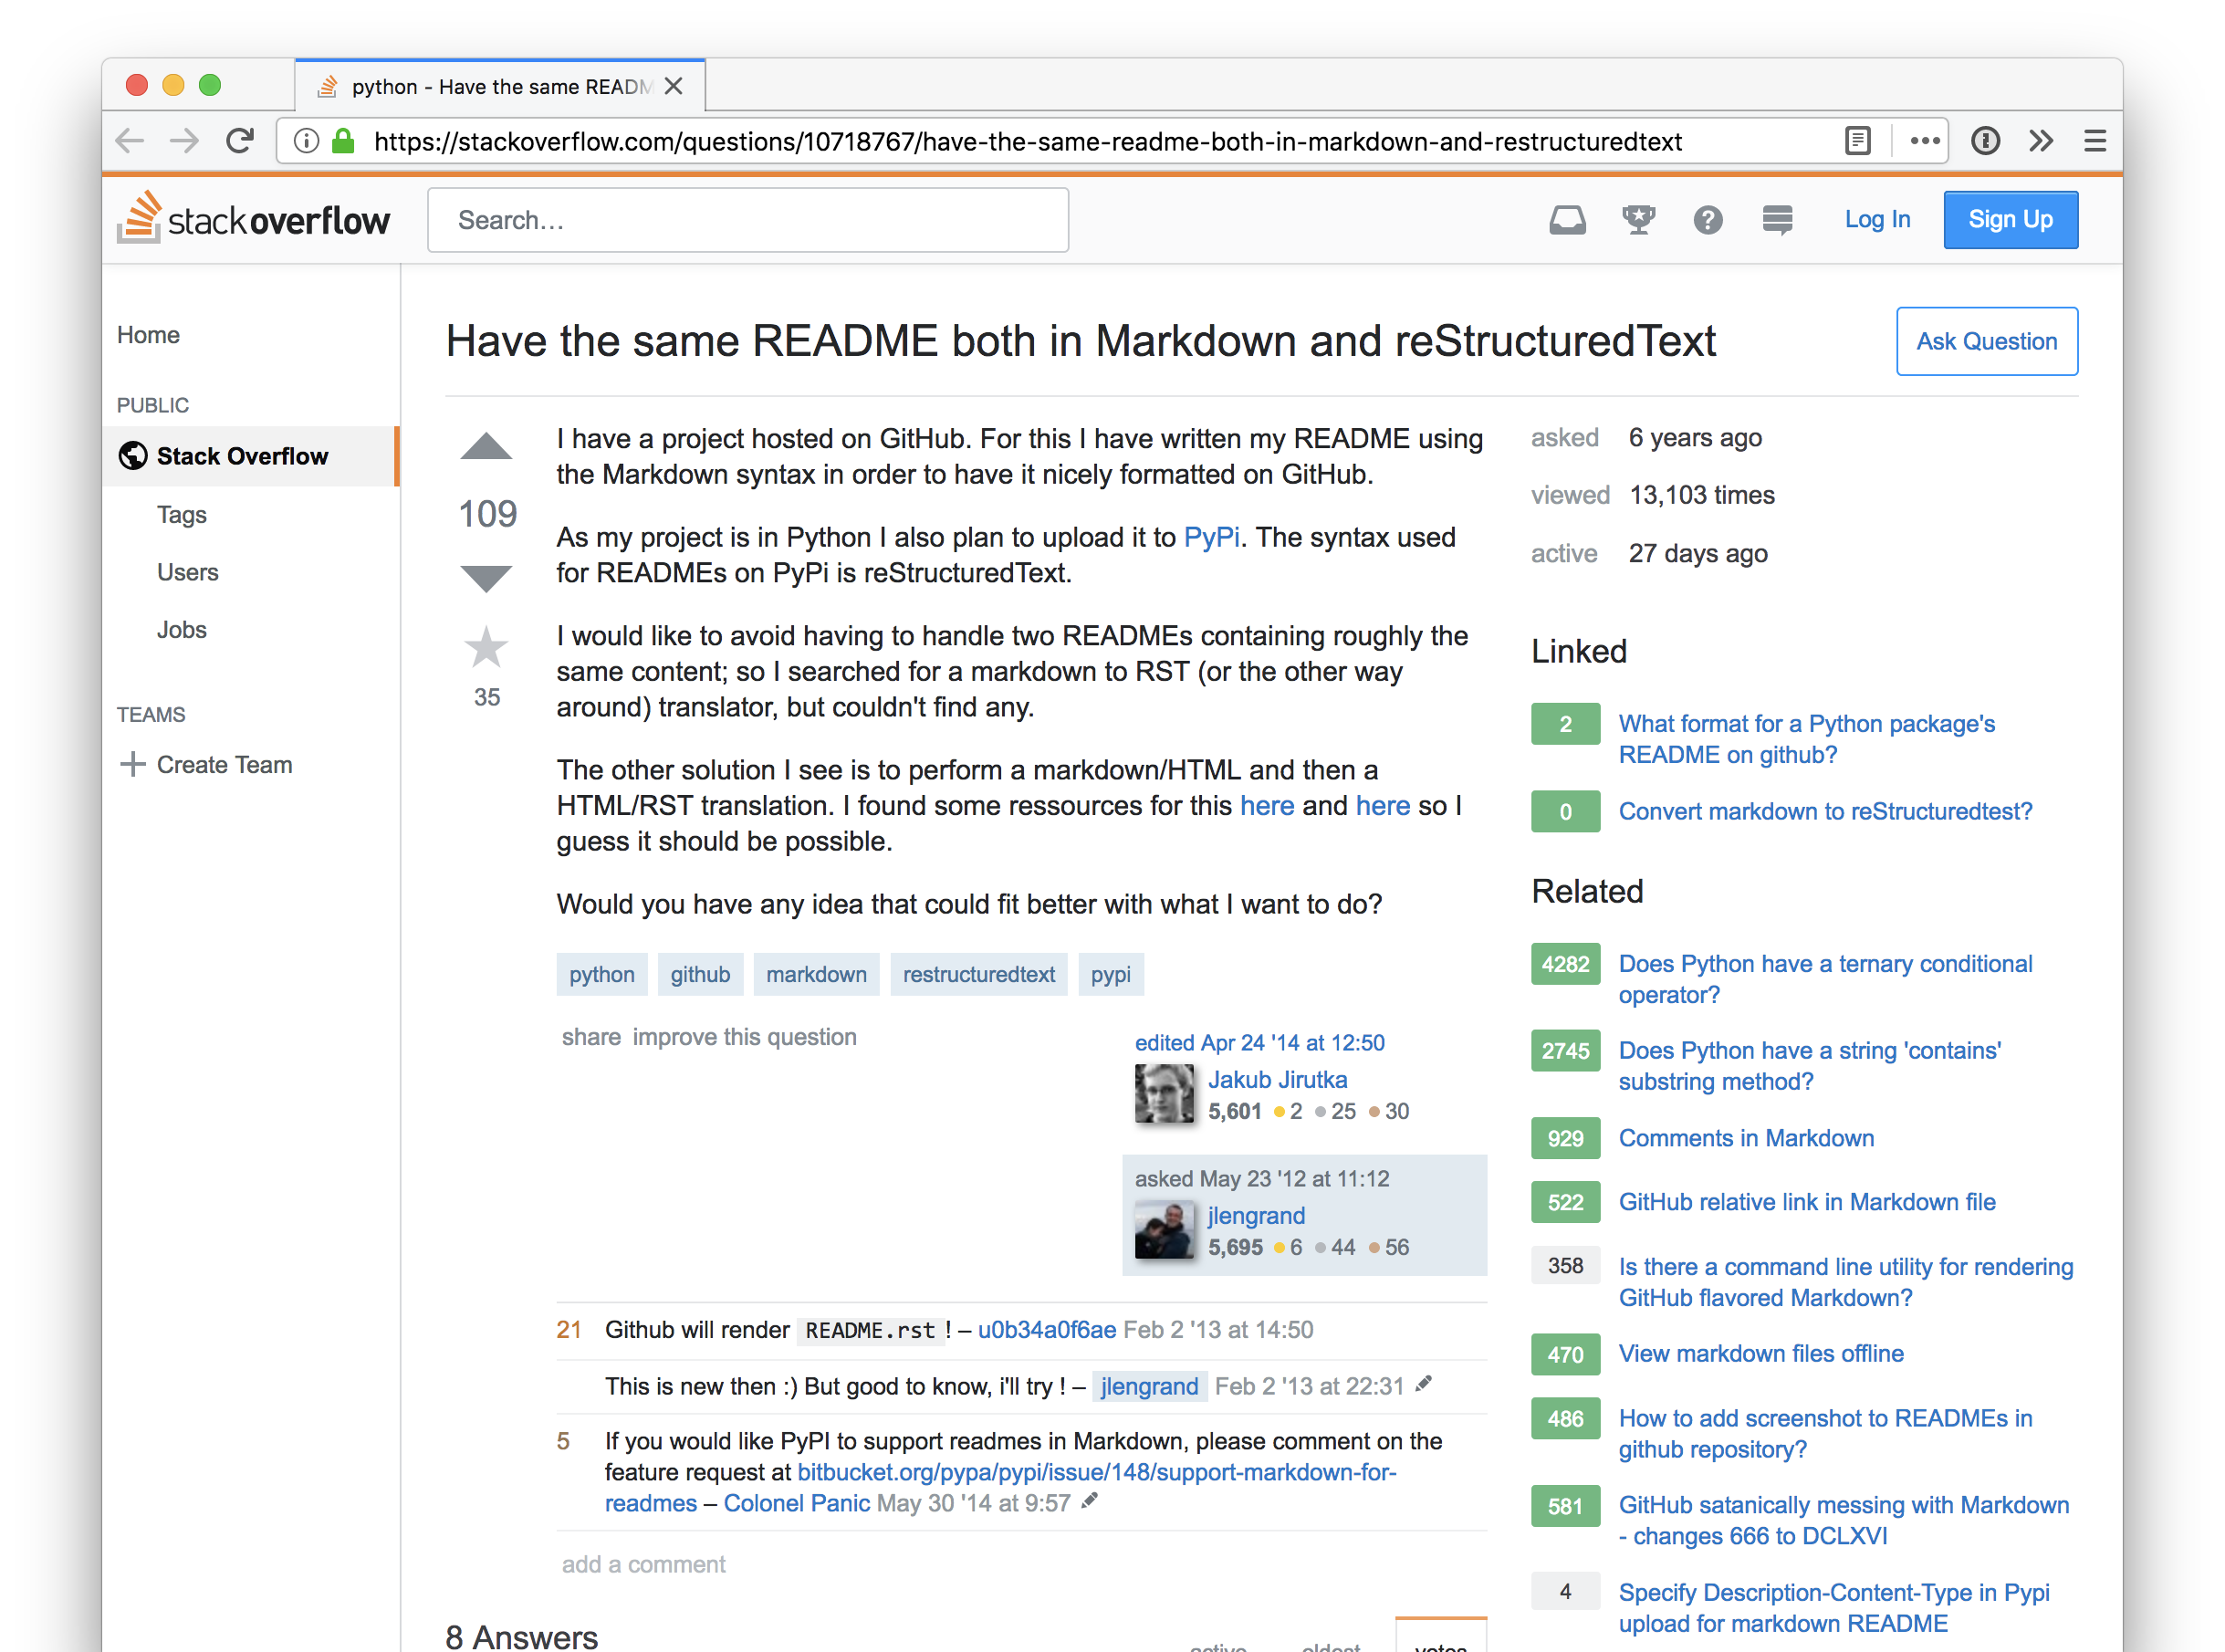 python - Have the same READM
https://stackoverflow.com/questions/10718767/have-the-same-readme-both-in-markdown-and-restructuredtext
stackoverflow
Search…
Log In
Sign Up
Home
PUBLIC
Stack Overflow
Tags
Users
Jobs
TEAMS
Create Team
Have the same README both in Markdown and reStructuredText
Ask Question
109
35
I have a project hosted on GitHub. For this I have written my README using
the Markdown syntax in order to have it nicely formatted on GitHub.
As my project is in Python I also plan to upload it to PyPi. The syntax used
for READMEs on PyPi is reStructuredText.
I would like to avoid having to handle two READMEs containing roughly the
same content; so I searched for a markdown to RST (or the other way
around) translator, but couldn't find any.
The other solution I see is to perform a markdown/HTML and then a
HTML/RST translation. I found some ressources for this here and here so I
guess it should be possible.
Would you have any idea that could fit better with what I want to do?
python github markdown restructuredtext pypi
share improve this question
edited Apr 24 '14 at 12:50
Jakub Jirutka
5,601 2 25 30
asked May 23 '12 at 11:12
jlengrand
5,695 6 44 56
21 Github will render README.rst ! – u0b34a0f6ae Feb 2 '13 at 14:50
This is new then :) But good to know, i'll try ! – jlengrand Feb 2 '13 at 22:31
5 If you would like PyPI to support readmes in Markdown, please comment on the
feature request at bitbucket.org/pypa/pypi/issue/148/support-markdown-for-
readmes – Colonel Panic May 30 '14 at 9:57
add a comment
8 Answers
active oldest votes
asked 6 years ago
viewed 13,103 times
active 27 days ago
Linked
2 What format for a Python package's
README on github?
0 Convert markdown to reStructuredtest?
Related
4282 Does Python have a ternary conditional
operator?
2745 Does Python have a string 'contains'
substring method?
929 Comments in Markdown
522 GitHub relative link in Markdown file
358 Is there a command line utility for rendering
GitHub flavored Markdown?
470 View markdown files offline
486 How to add screenshot to READMEs in
github repository?
581 GitHub satanically messing with Markdown
- changes 666 to DCLXVI
4 Specify Description-Content-Type in Pypi
upload for markdown README